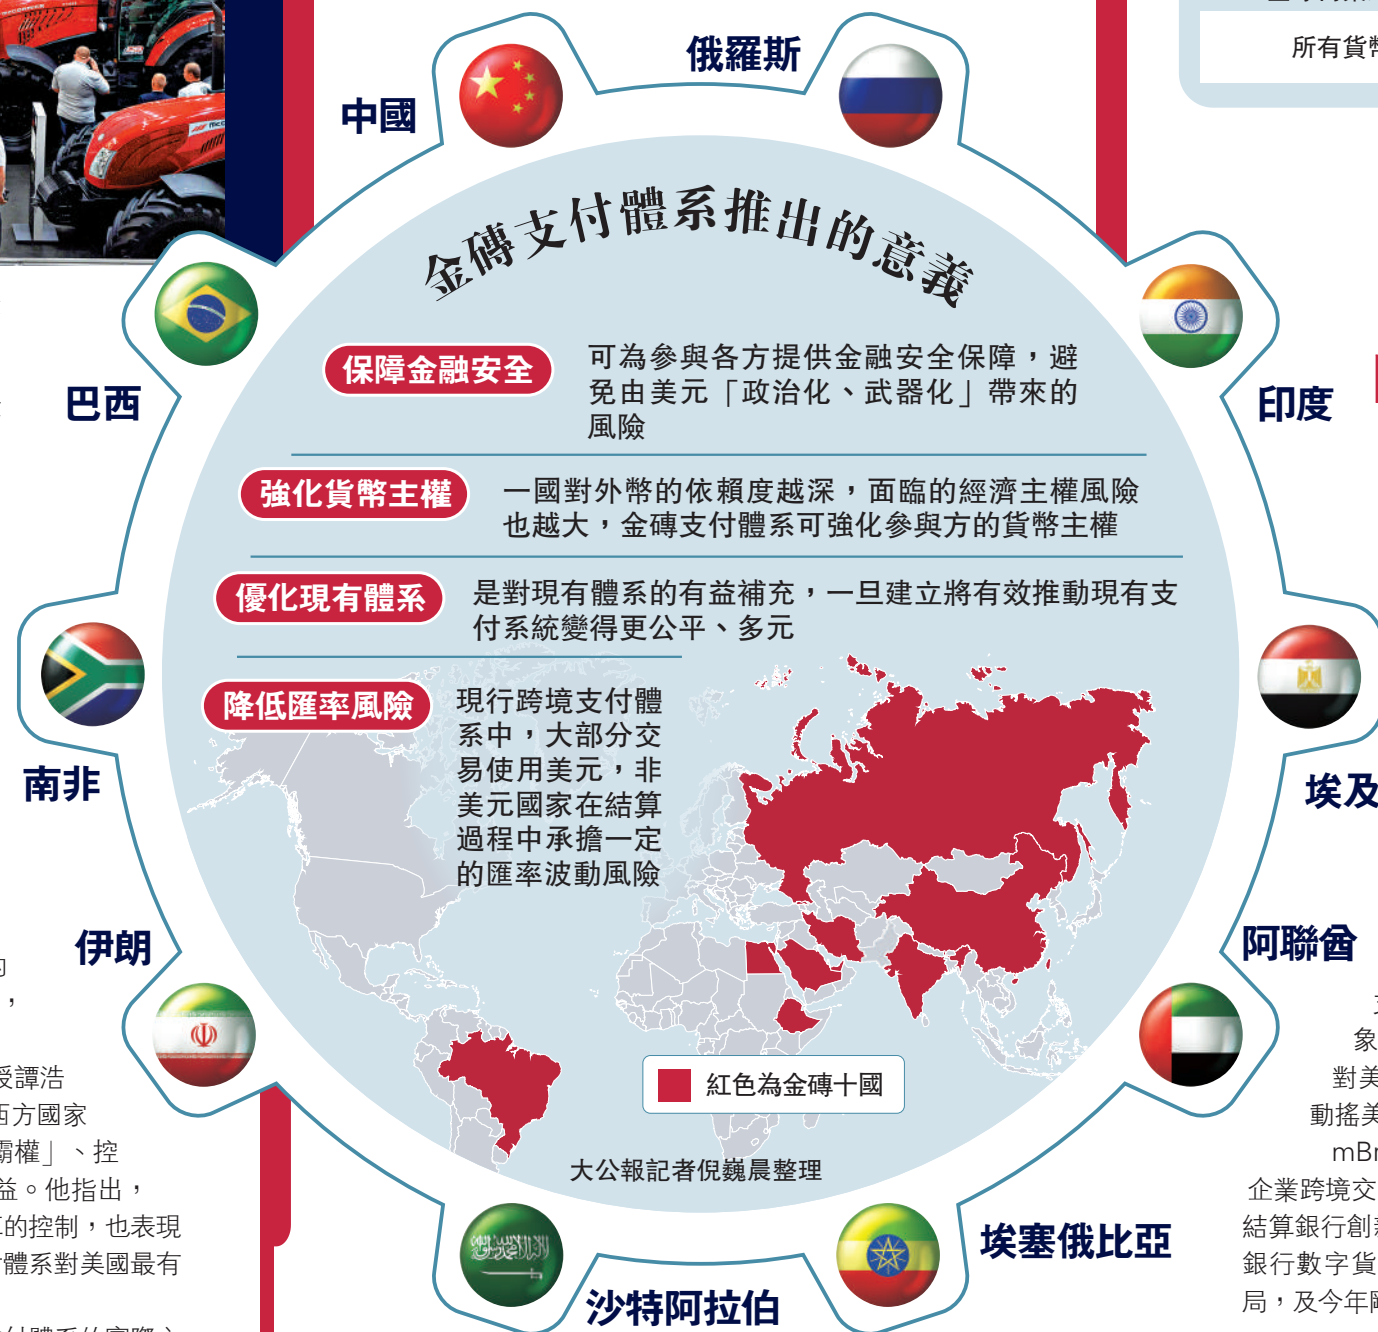 所有貨幣
俄羅斯
中國
金磚支付體系推出的意義
保障金融安全
可為參與各方提供金融安全保障，避
免由美元「政治化、武器化」帶來的
風險
巴西
印度
強化貨幣主權
一國對外幣的依賴度越深，面臨的經濟主權風險
也越大，金磚支付體系可強化參與方的貨幣主權
優化現有體系
是對現有體系的有益補充，一旦建立將有效推動現有支
付系統變得更公平、多元
降低匯率風險
現行跨境支付體
系中，大部分交
易使用美元，非
美元國家在結算
過程中承擔一定
的匯率波動風險
南非
埃及
伊朗
阿聯酋
紅色為金磚十國
大公報記者倪巍晨整理
埃塞俄比亞
沙特阿拉伯
的
，
授譚浩
西方國家
霸權」、控
益。他指出，
的控制，也表現
體系對美國最有
象
對美
動搖美
mBr
企業跨境交
結算銀行創新
銀行數字貨
局，及今年